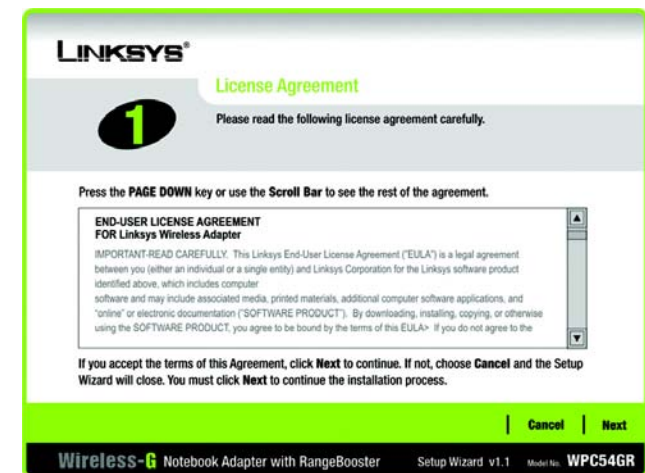 LINKSYS®
License Agreement
1
Please read the following license agreement carefully.
Press the PAGE DOWN key or use the Scroll Bar to see the rest of the agreement.
END-USER LICENSE AGREEMENT
FOR Linksys Wireless Adapter
IMPORTANT-READ CAREFULLY. This Linksys End-User License Agreement ("EULA") is a legal agreement
between you (either an individual or a single entity) and Linksys Corporation for the Linksys software product
identified above, which includes computer
software and may include associated media, printed materials, additional computer software applications, and
"online" or electronic documentation ("SOFTWARE PRODUCT"). By downloading, installing, copying, or otherwise
using the SOFTWARE PRODUCT, you agree to be bound by the terms of this EULA> If you do not agree to the
If you accept the terms of this Agreement, click Next to continue. If not, choose Cancel and the Setup
Wizard will close. You must click Next to continue the installation process.
Cancel Next
Wireless-G Notebook Adapter with RangeBooster Setup Wizard v1.1 Model No. WPC54GR